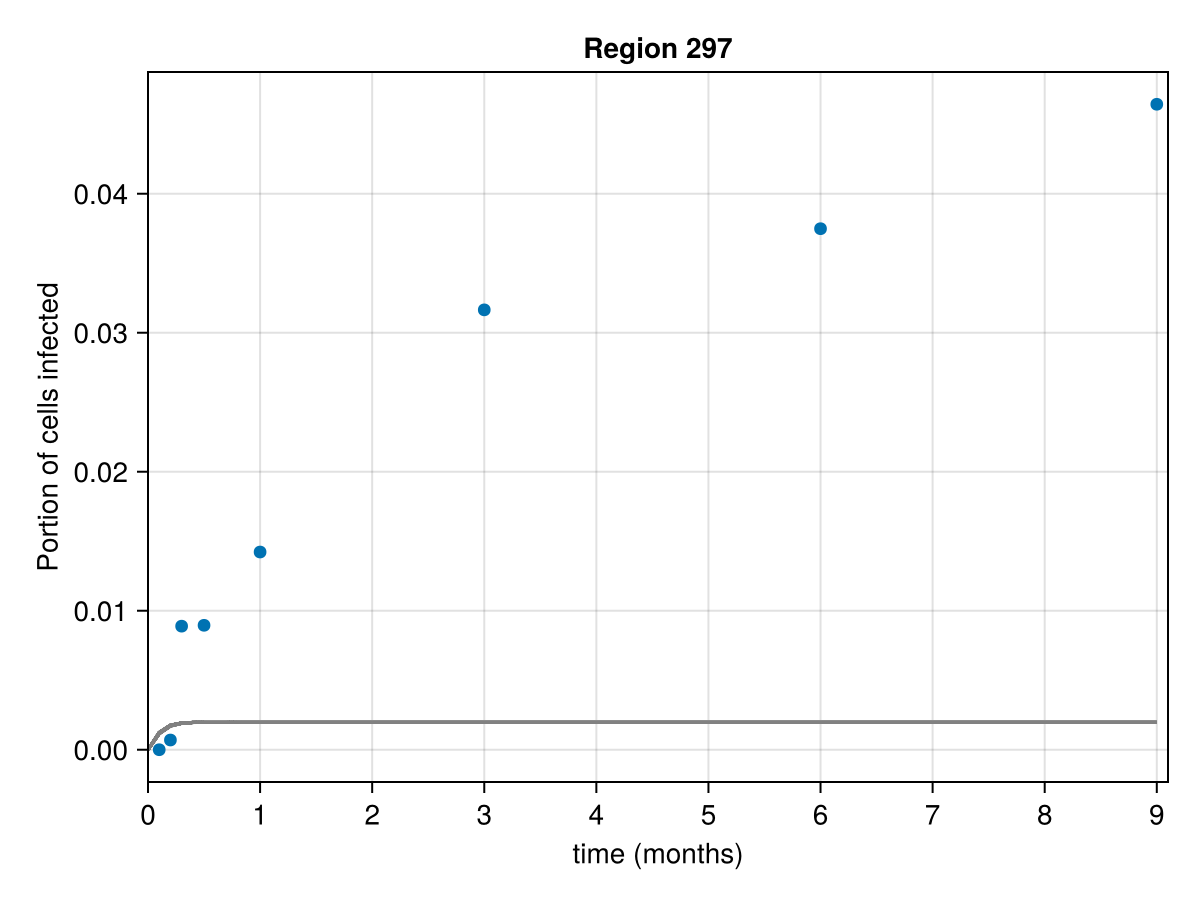 Region 297
Portion of cells infected
0.04
0.03
0.02
0.01
0.00
0 1 2 3 4 5 6 7 8 9
time (months)